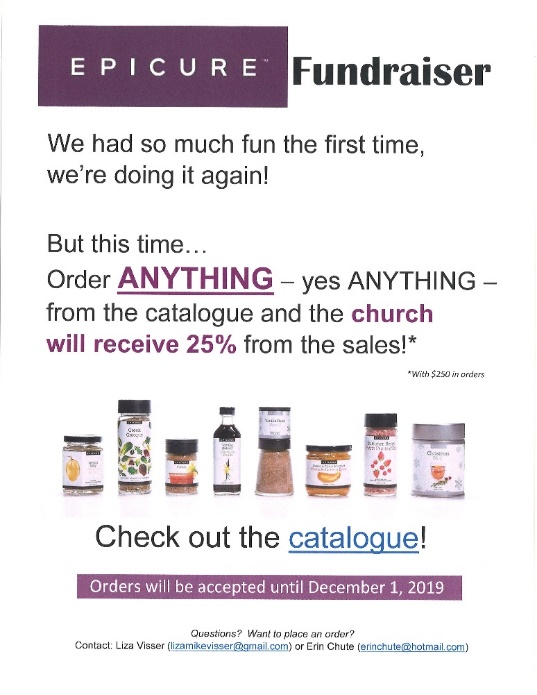 EPICURE™ Fundraiser
We had so much fun the first time,
we're doing it again!
But this time…
Order ANYTHING – yes ANYTHING –
from the catalogue and the church
will receive 25% from the sales!*
*With $250 in orders
Check out the catalogue!
Orders will be accepted until December 1, 2019
Questions? Want to place an order?
Contact: Liza Visser (lizamikevisser@gmail.com) or Erin Chute (erinchute@hotmail.com)